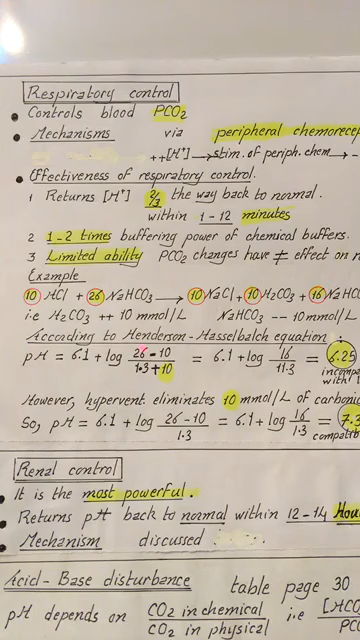 Respiratory control
• Controls blood PCO2
• Mechanisms via peripheral chemorecep
++[H+] → stim. of periph. chem → -
• Effectiveness of respiratory control.
1 Returns [H+] the way back to normal.
within 1-12 minutes
2 1-2 times buffering power of chemical buffers.
3 Limited ability PCO2 changes have ± effect on
Example
10 HCl + 26 NaHCO3 → 10 NaCl + 10 H2CO3 + 16 NaHC
i.e H2CO3 ++ 10 mmol/L NaHCO3 -- 10 mmol/L
According to Henderson-Hasselbalch equation :
pH = 6.1 + log 26-10 / 1.3+10 = 6.1 + log 16 / 11.3 = 6.25
incompa
with l
However, hypervent eliminates 10 mmol/L of carbonic
So, pH = 6.1 + log 26-10 / 1.3 = 6.1 + log 16 / 1.3 = 7.3
compatib
Renal control
• It is the most powerful.
• Returns pH back to normal within 12-14 Hou
• Mechanism discussed
Acid-Base disturbance table page 30
pH depends on CO2 in chemical / CO2 in physical i.e [HCO / PC